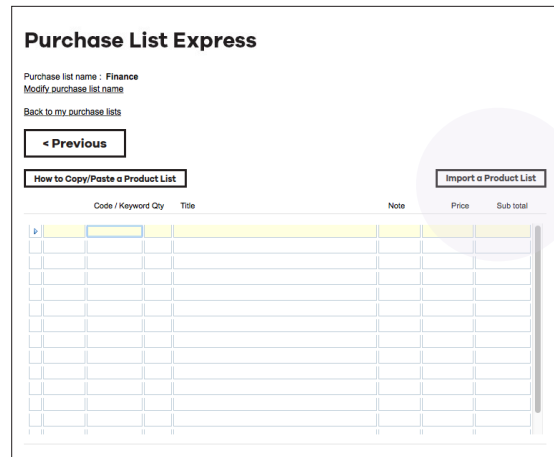 Purchase List Express
Purchase list name : Finance
Modify purchase list name
Back to my purchase lists
< Previous
How to Copy/Paste a Product List
Import a Product List
Code / Keyword Qty Title Note Price Sub total